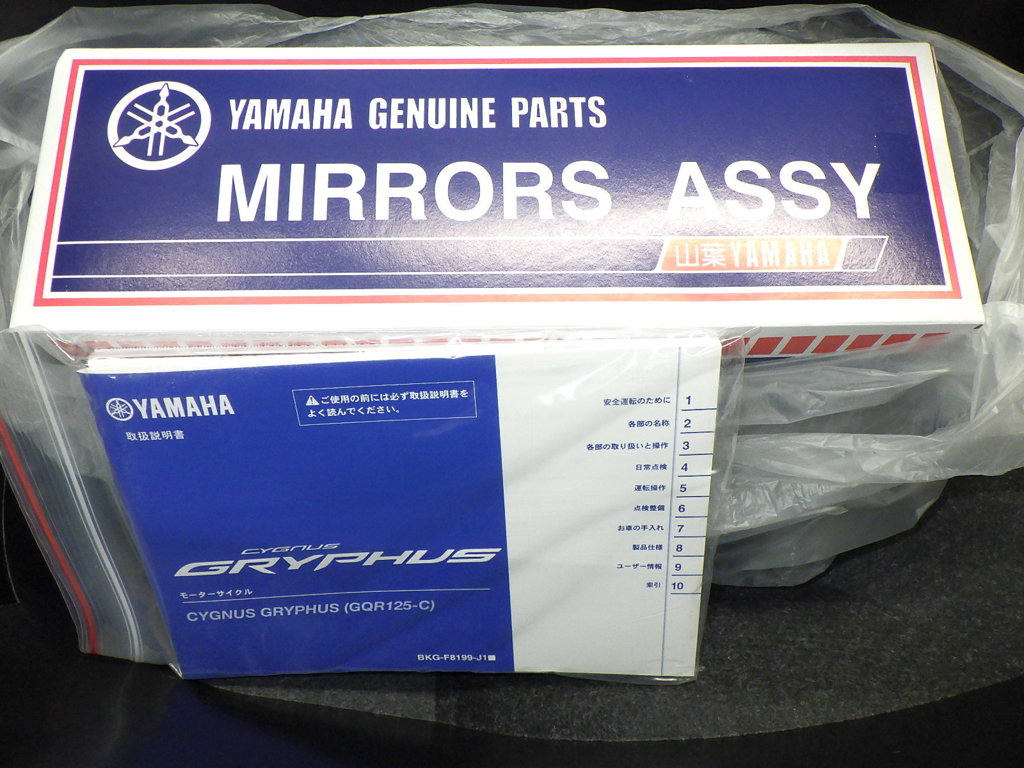 YAMAHA GENUINE PARTS
MIRRORS ASSY
山葉YAMAHA
YAMAHA
取扱説明書
⚠ご使用の前には必ず取扱説明書を
よく読んでください。
CYGNUS
GRYPHUS
モーターサイクル
CYGNUS GRYPHUS (GQR125-C)
BKG-F8199-J1■
安全運転のために 1
各部の名称 2
各部の取り扱いと操作 3
日常点検 4
運転操作 5
点検整備 6
お車の手入れ 7
製品仕様 8
ユーザー情報 9
索引 10